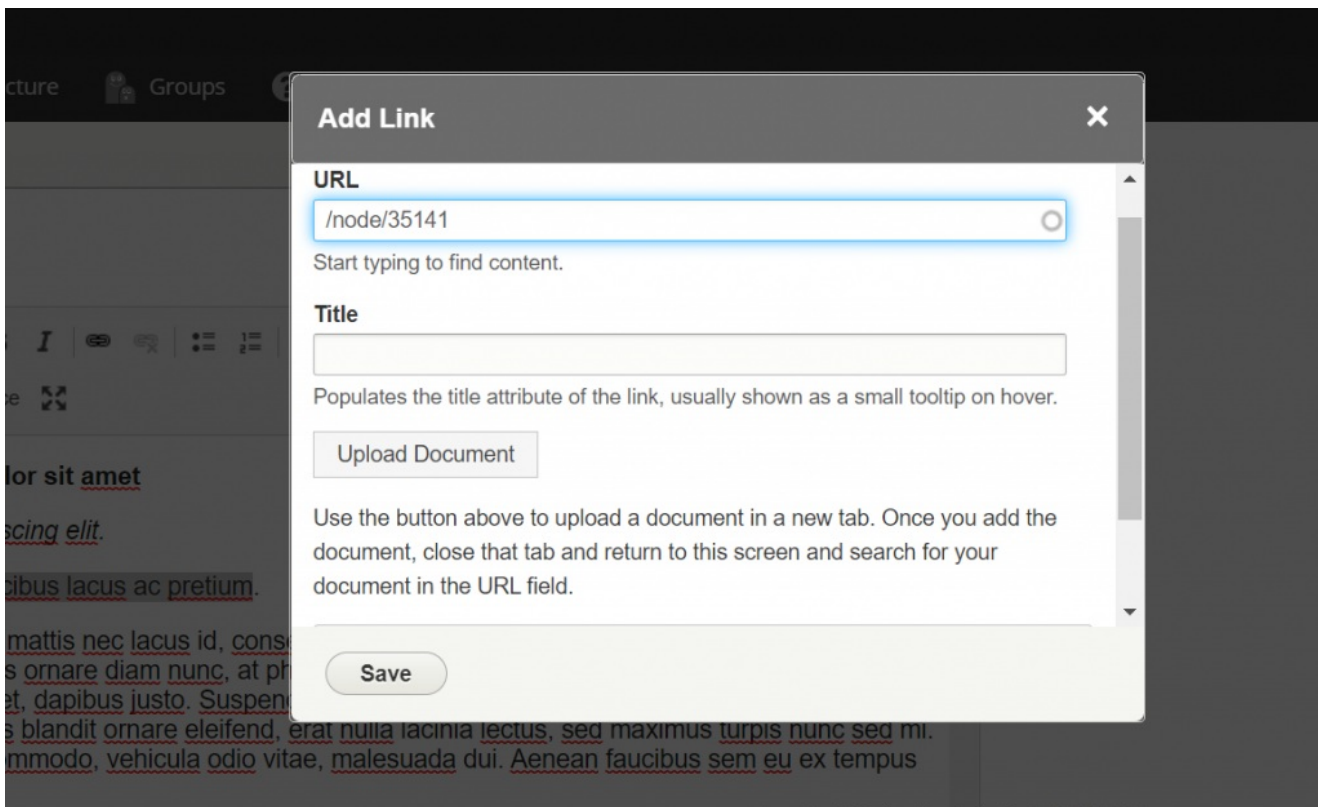 cture Groups
Add Link
URL
/node/35141
Start typing to find content.
Title
Populates the title attribute of the link, usually shown as a small tooltip on hover.
Upload Document
Use the button above to upload a document in a new tab. Once you add the
document, close that tab and return to this screen and search for your
document in the URL field.
Save
ce
lor sit amet
scing elit.
cibus lacus ac pretium.
mattis nec lacus id, conse
s ornare diam nunc, at ph
et, dapibus justo. Suspen
s blandit ornare eleifend, erat nulla lacinia lectus, sed maximus turpis nunc sed mi.
mmodo, vehicula odio vitae, malesuada dui. Aenean faucibus sem eu ex tempus